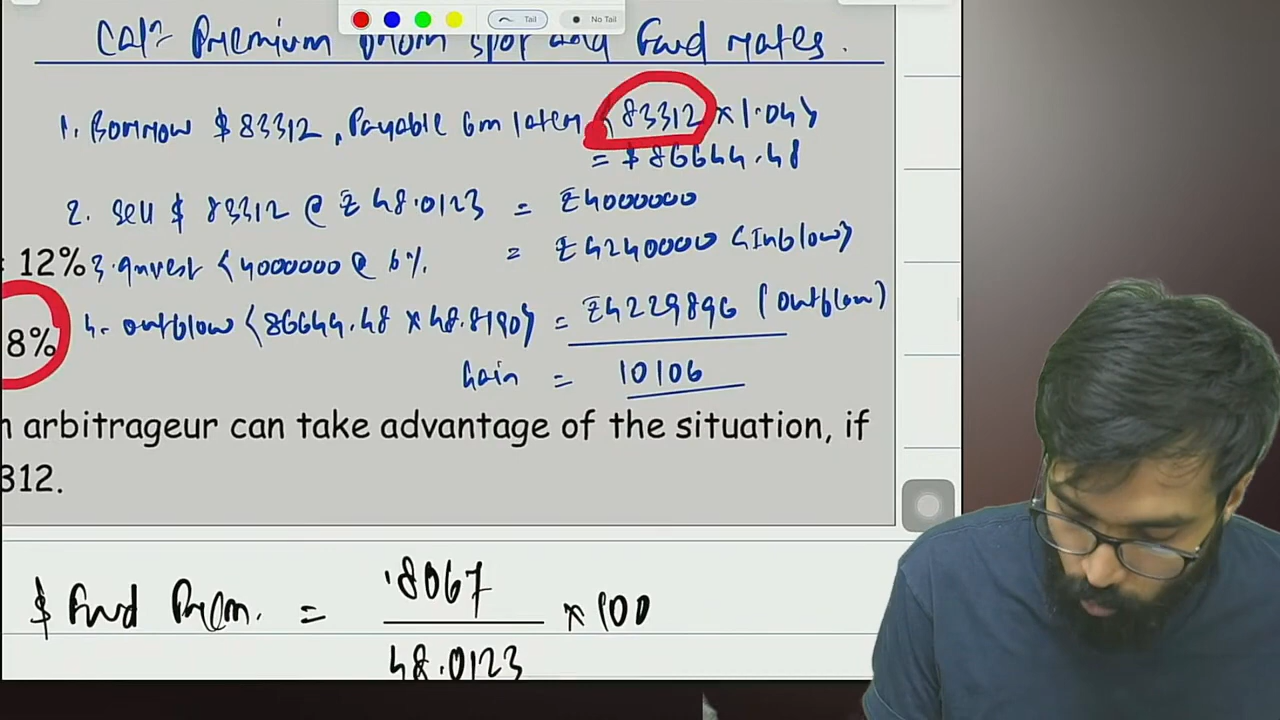 Tail
No Tail
Calⁿ Premium from spot and Fwd rates.
1. Borrow $83312, Payable 6m later (83312 × 1.04)
= $86644.48
2. Sell $ 83312 @ ₹48.0123 = ₹4000000
12% 3. Invest (4000000 @ 6% = ₹4240000 (Inflow)
8% 4. Outflow (86644.48 × 48.8190) = ₹4229896 (Outflow)
Gain = 10106
n arbitrageur can take advantage of the situation, if
312.
$ Fwd Prem. = .8067 / 48.0123 × 100